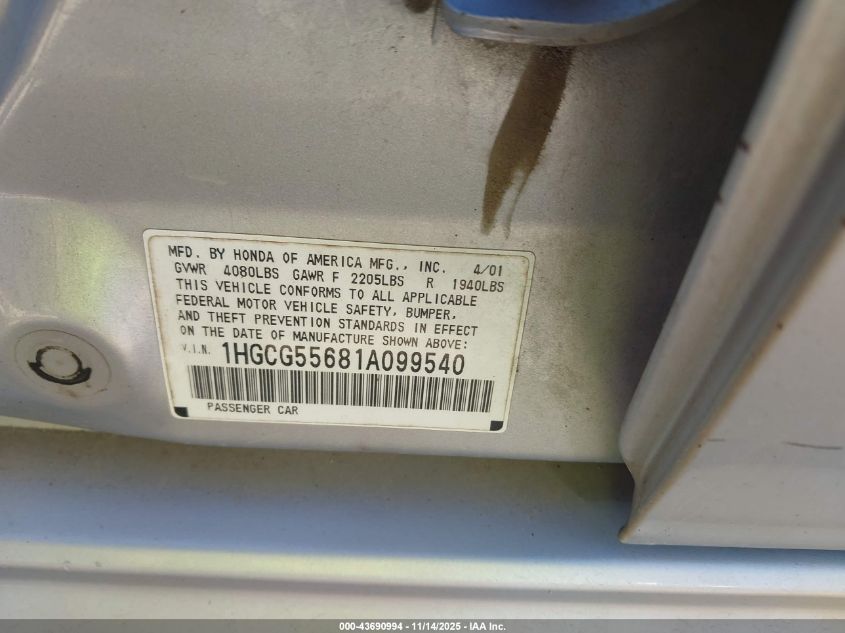 MFD. BY HONDA OF AMERICA MFG., INC. 4/01
GVWR 4080LBS GAWR F 2205LBS R 1940LBS
THIS VEHICLE CONFORMS TO ALL APPLICABLE
FEDERAL MOTOR VEHICLE SAFETY, BUMPER,
AND THEFT PREVENTION STANDARDS IN EFFECT
ON THE DATE OF MANUFACTURE SHOWN ABOVE:
V.I.N. 1HGCG55681A099540
PASSENGER CAR
000-43690994 - 11/14/2025 - IAA Inc.